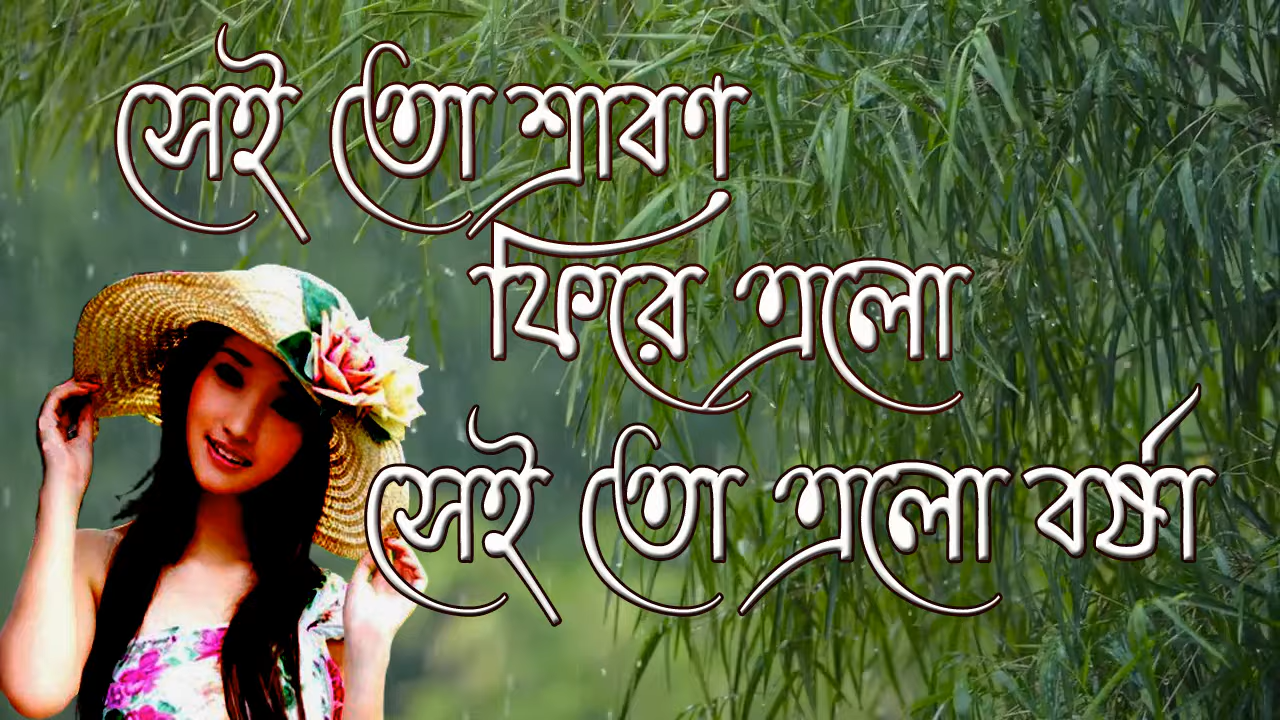 সেই তো শ্রাবণ
ফিরে এলো
সেই তো এলো বর্ষা